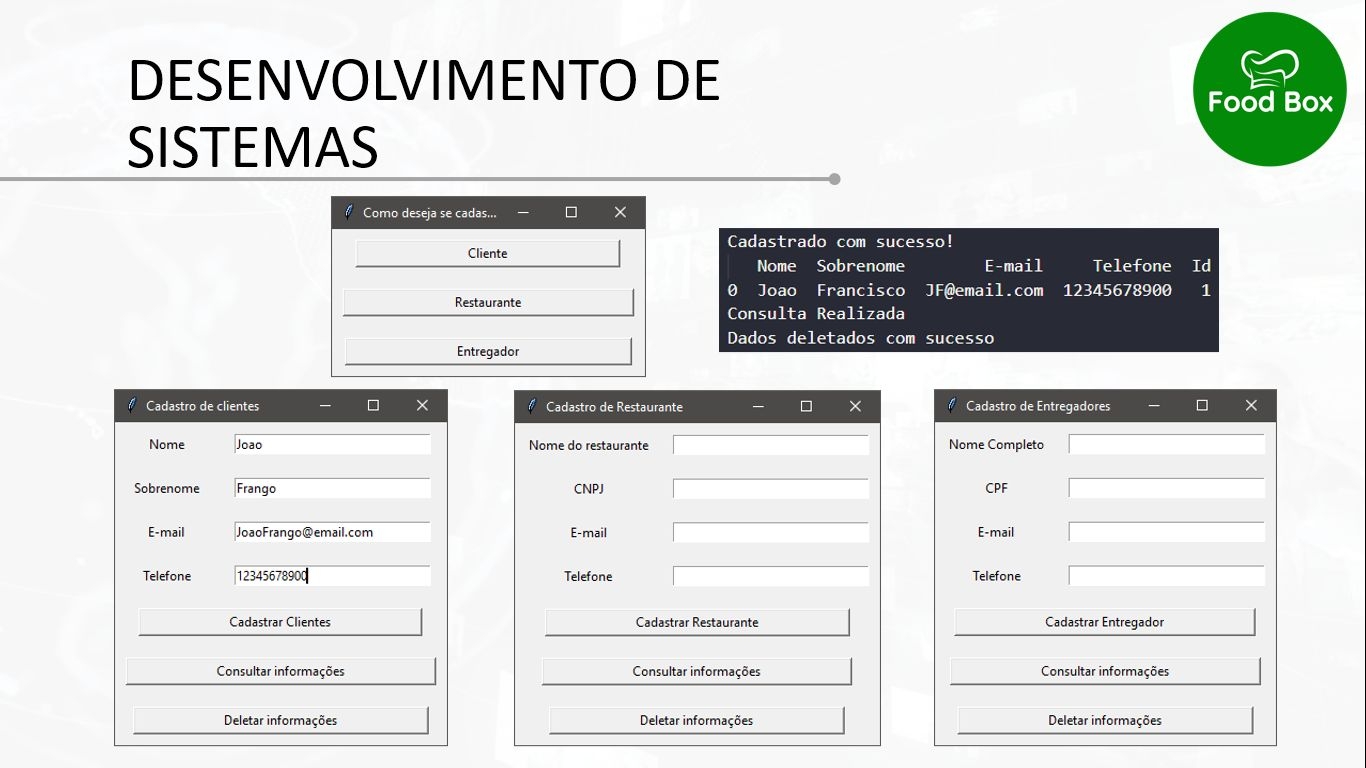 DESENVOLVIMENTO DE
SISTEMAS
Food Box
Como deseja se cadas...
Cliente
Restaurante
Entregador
Cadastrado com sucesso!
Nome Sobrenome E-mail Telefone Id
0 Joao Francisco JF@email.com 12345678900 1
Consulta Realizada
Dados deletados com sucesso
Cadastro de clientes
Nome Joao
Sobrenome Frango
E-mail JoaoFrango@email.com
Telefone 12345678900
Cadastrar Clientes
Consultar informações
Deletar informações
Cadastro de Restaurante
Nome do restaurante
CNPJ
E-mail
Telefone
Cadastrar Restaurante
Consultar informações
Deletar informações
Cadastro de Entregadores
Nome Completo
CPF
E-mail
Telefone
Cadastrar Entregador
Consultar informações
Deletar informações